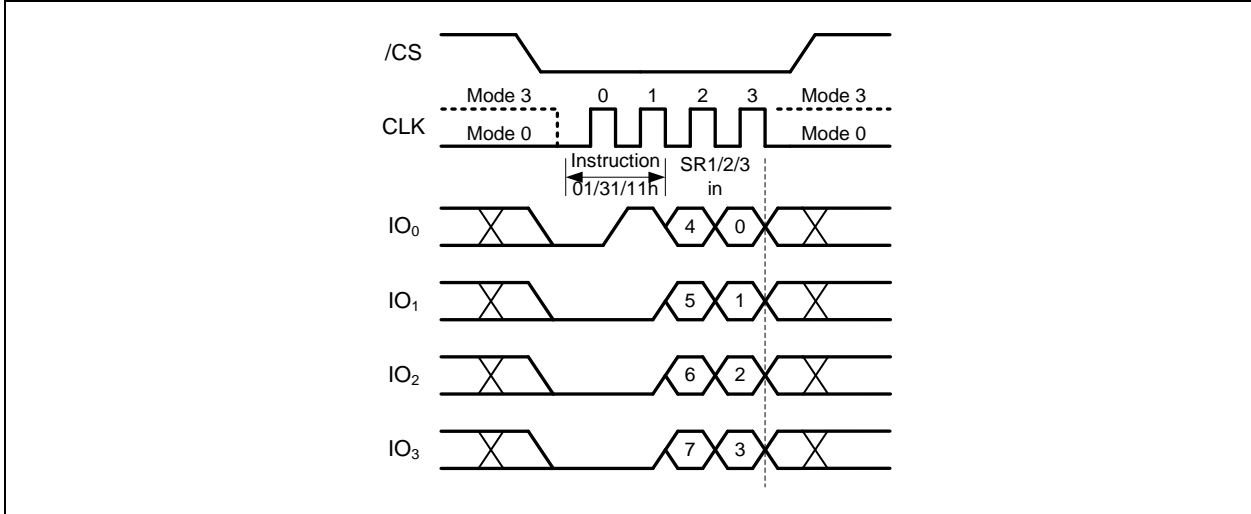 /CS
Mode 3 0 1 2 3 Mode 3
CLK
Mode 0 Mode 0
Instruction SR1/2/3
01/31/11h in
IO₀ 4 0
IO₁ 5 1
IO₂ 6 2
IO₃ 7 3